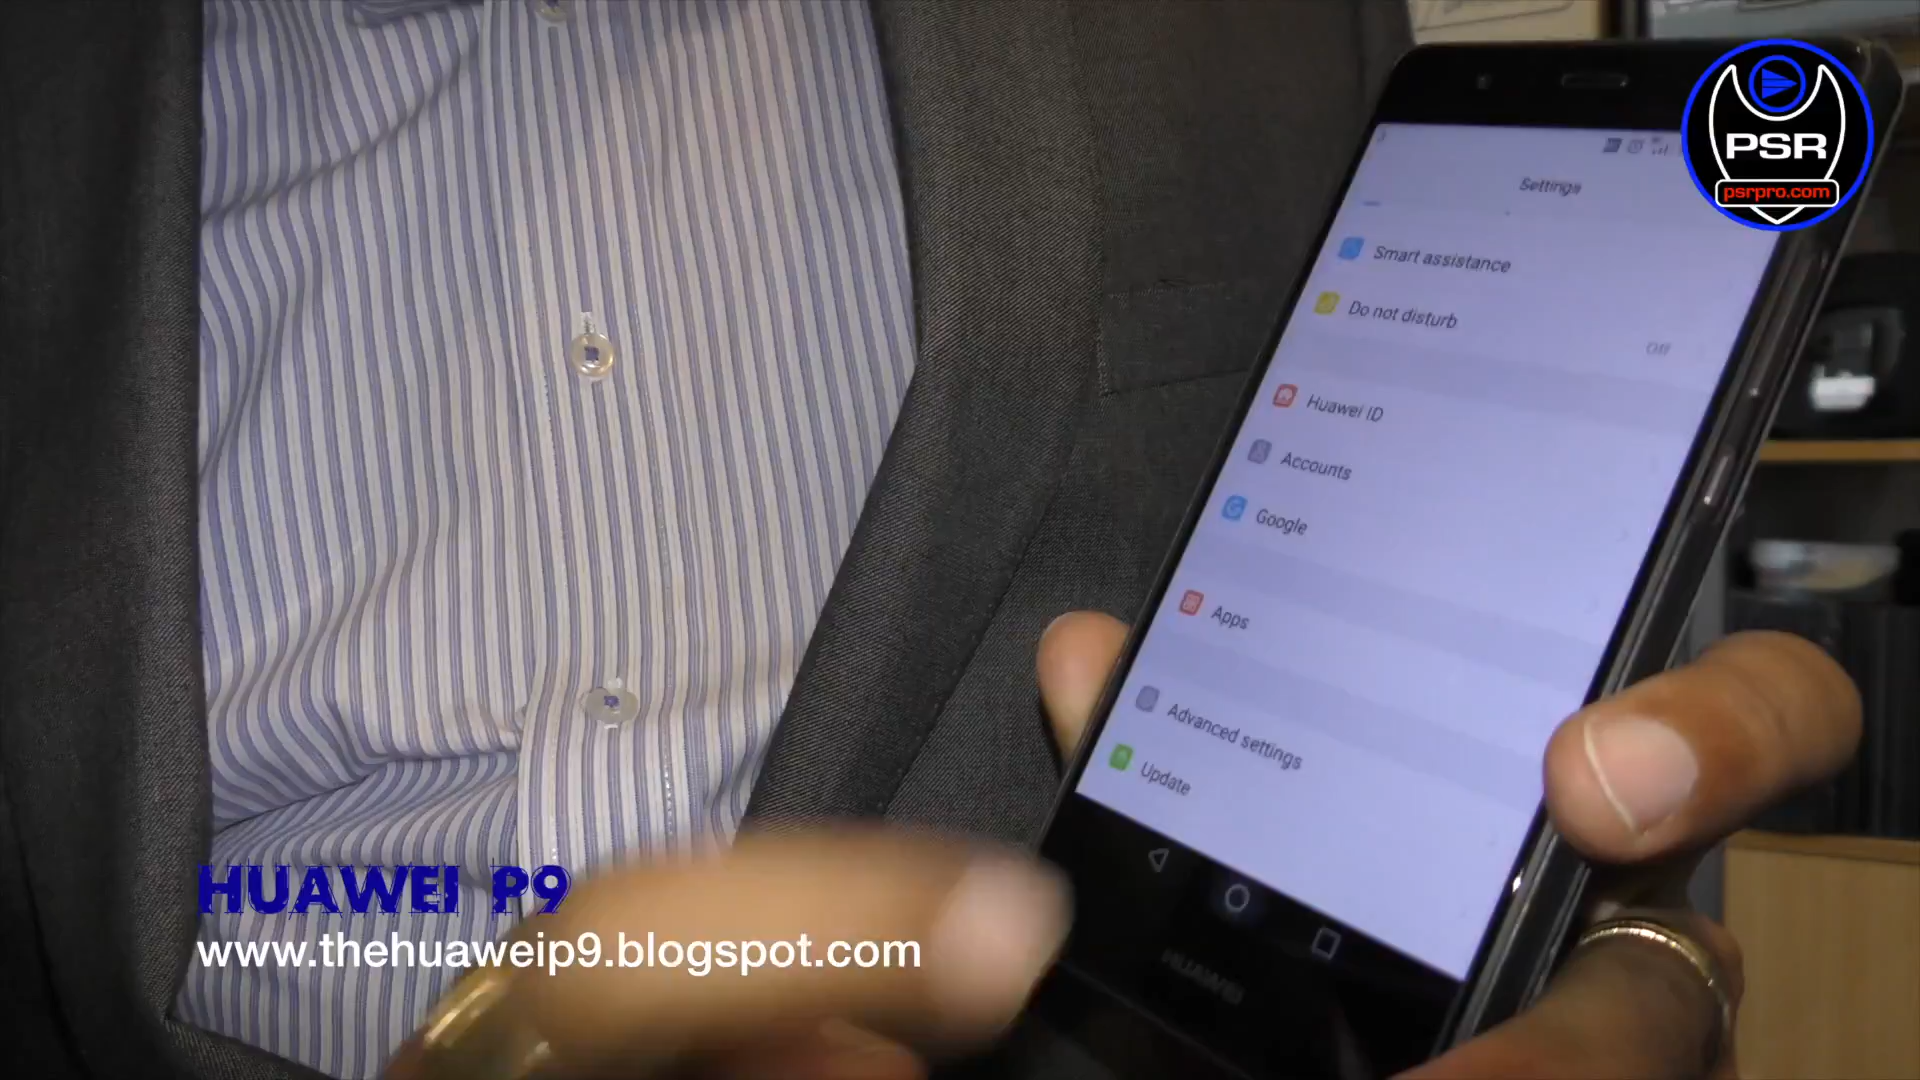 PSR
psrpro.com
Settings
Smart assistance
Do not disturb
Off
Huawei ID
Accounts
Google
Apps
Advanced settings
Update
HUAWEI
HUAWEI P9
www.thehuaweip9.blogspot.com